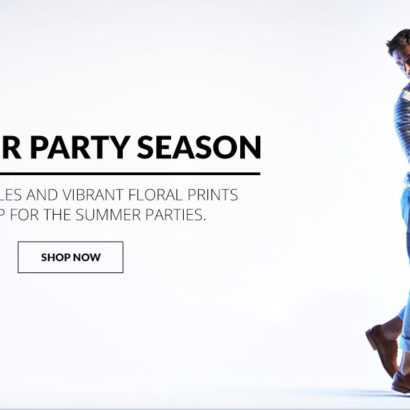 R PARTY SEASON
LES AND VIBRANT FLORAL PRINTS
P FOR THE SUMMER PARTIES.
SHOP NOW